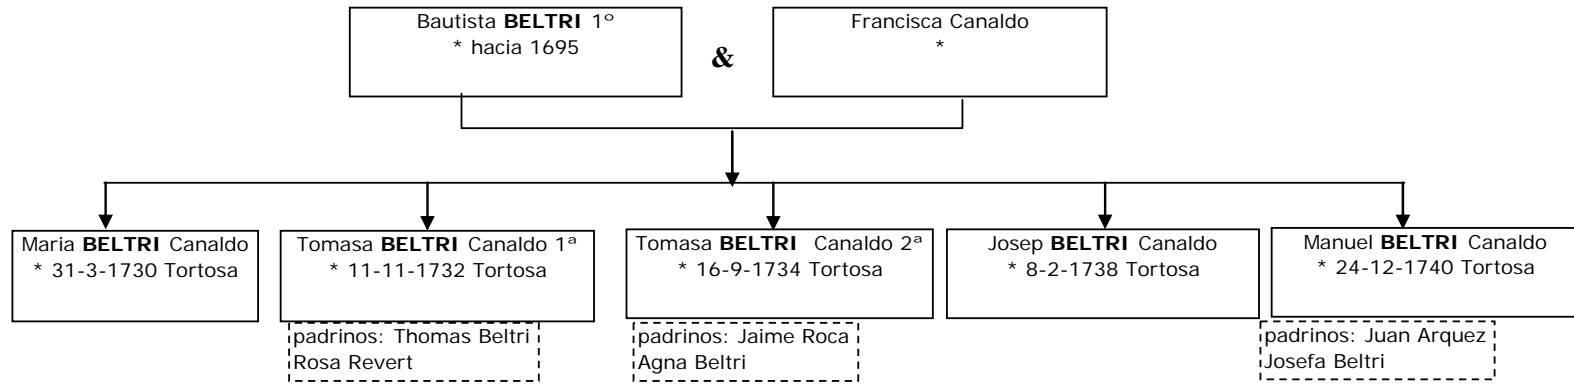 Bautista BELTRI 1º
* hacia 1695
&
Francisca Canaldo
*
Maria BELTRI Canaldo
* 31-3-1730 Tortosa
Tomasa BELTRI Canaldo 1ª
* 11-11-1732 Tortosa
padrinos: Thomas Beltri
Rosa Revert
Tomasa BELTRI Canaldo 2ª
* 16-9-1734 Tortosa
padrinos: Jaime Roca
Agna Beltri
Josep BELTRI Canaldo
* 8-2-1738 Tortosa
Manuel BELTRI Canaldo
* 24-12-1740 Tortosa
padrinos: Juan Arquez
Josefa Beltri